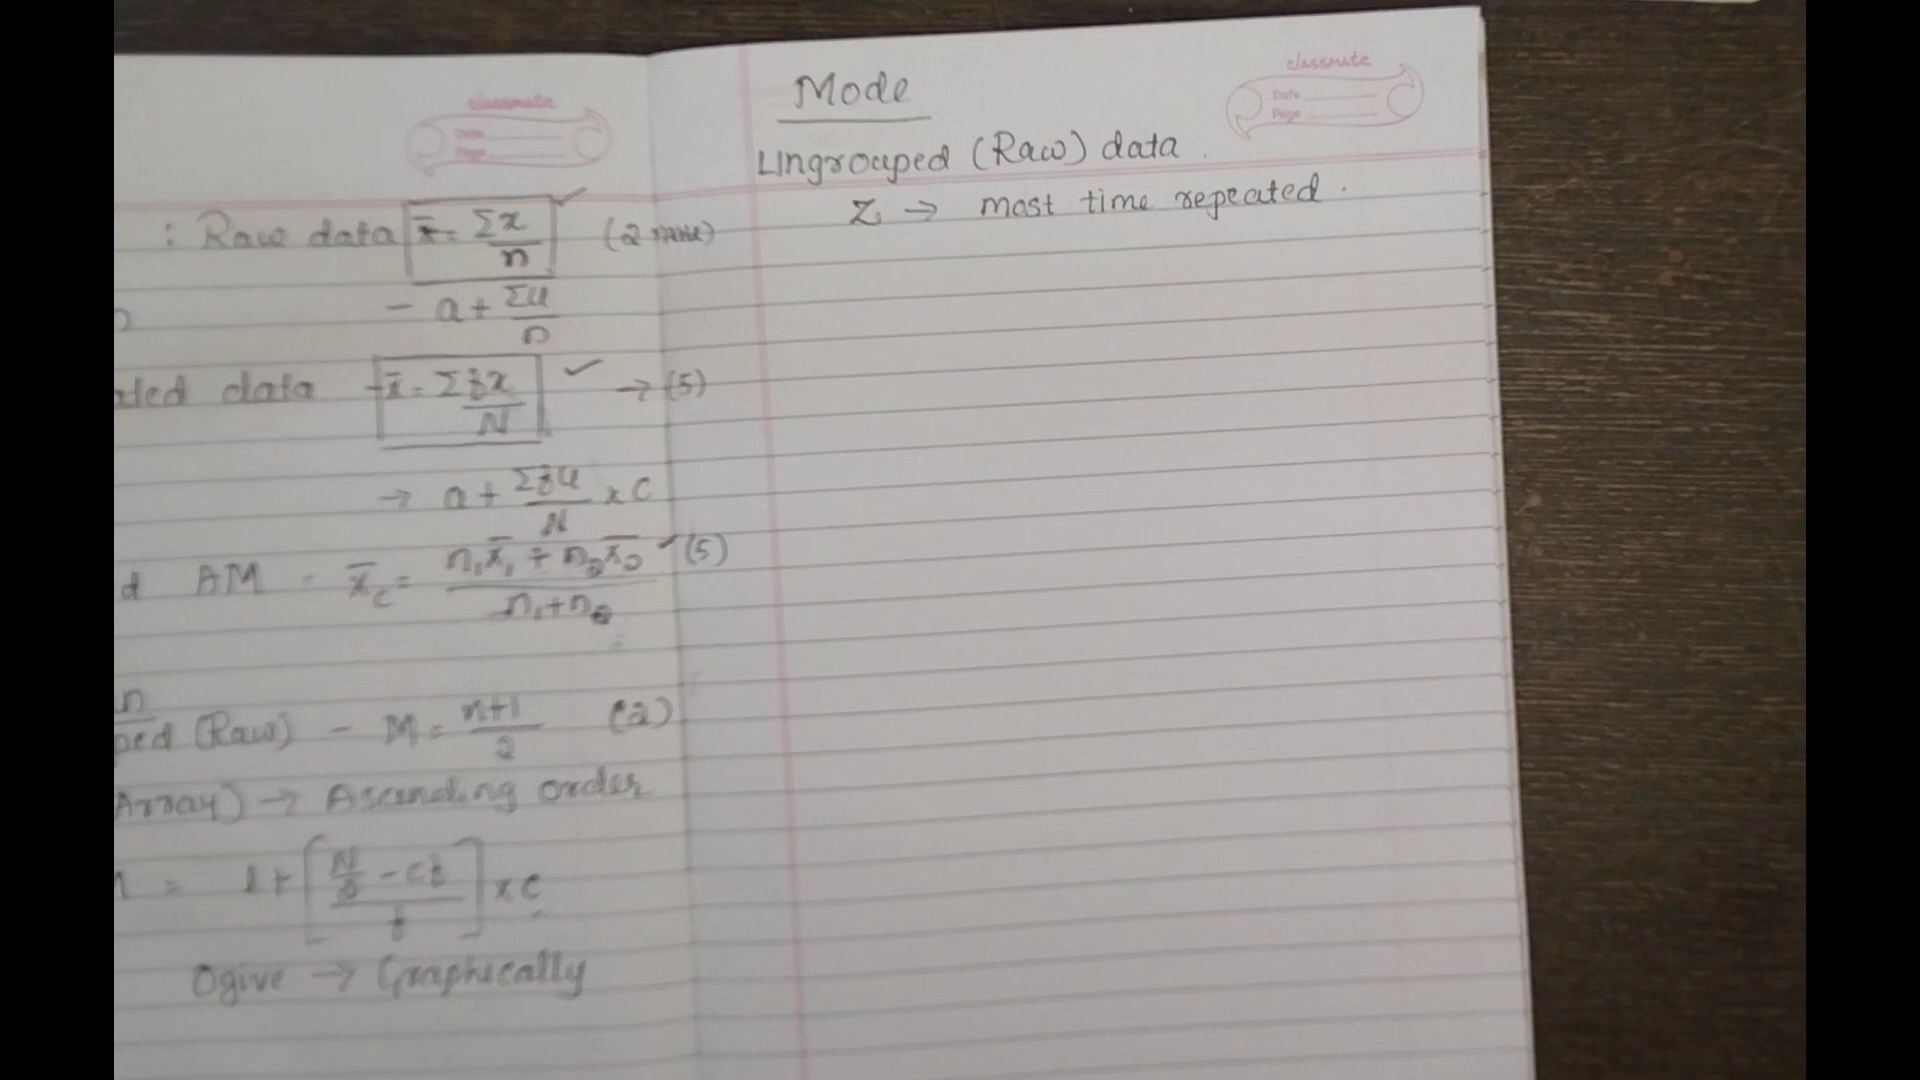 classmate
Date
Page
: Raw data x̄ = Σx/n (2 mark)
- a + Σu/n
ted data x̄ = Σfx/N → (5)
→ a + Σfu/N × C
d AM - x̄c = n₁x̄₁ + n₂x̄₂ / n₁+n₂ (5)
n
ped (Raw) - M = n+1/2 (2)
Array) → Ascending order
= l + [N/2 - cf / f] × C
Ogive → Graphically
classmate
Date
Page
Mode
Ungrouped (Raw) data.
Z → most time repeated.